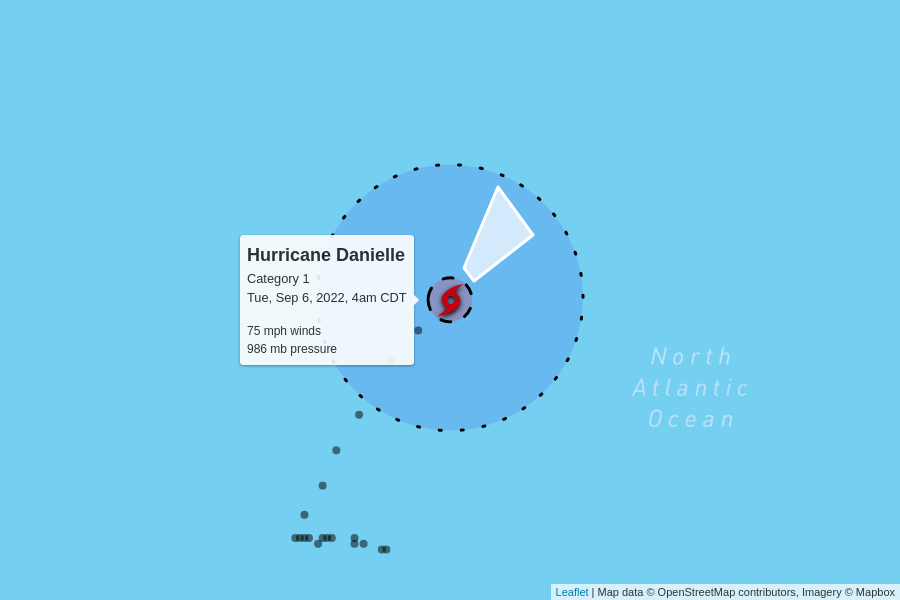 Hurricane Danielle
Category 1
Tue, Sep 6, 2022, 4am CDT
75 mph winds
986 mb pressure
North
Atlantic
Ocean
Leaflet | Map data © OpenStreetMap contributors, Imagery © Mapbox